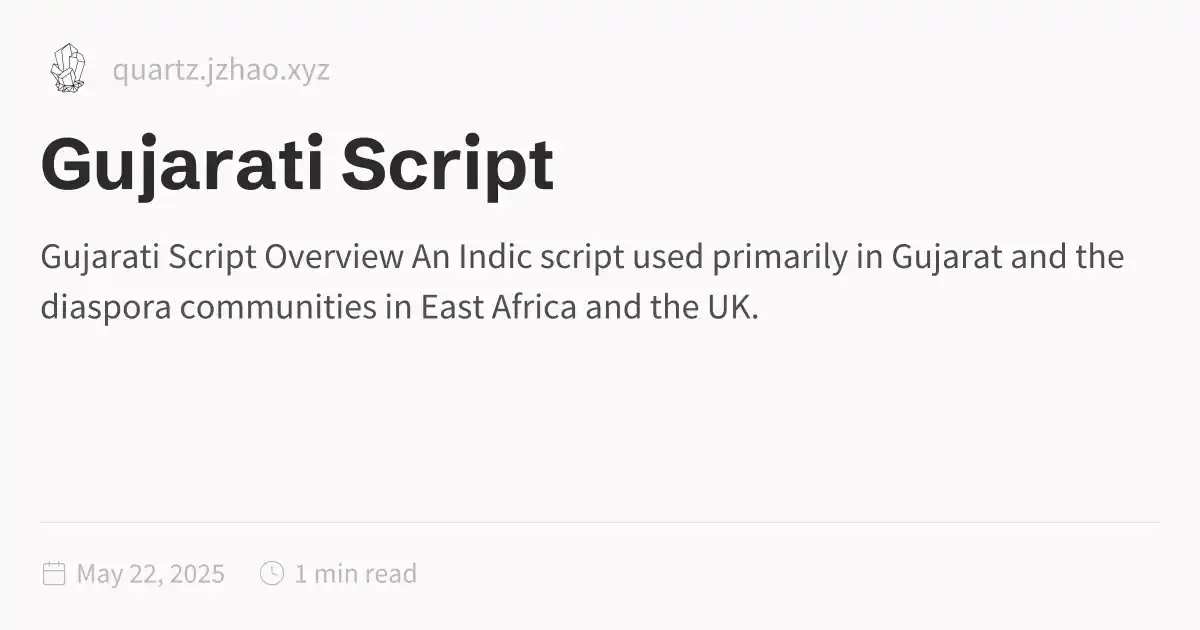 quartz.jzhao.xyz
Gujarati Script
Gujarati Script Overview An Indic script used primarily in Gujarat and the
diaspora communities in East Africa and the UK.
May 22, 2025 1 min read